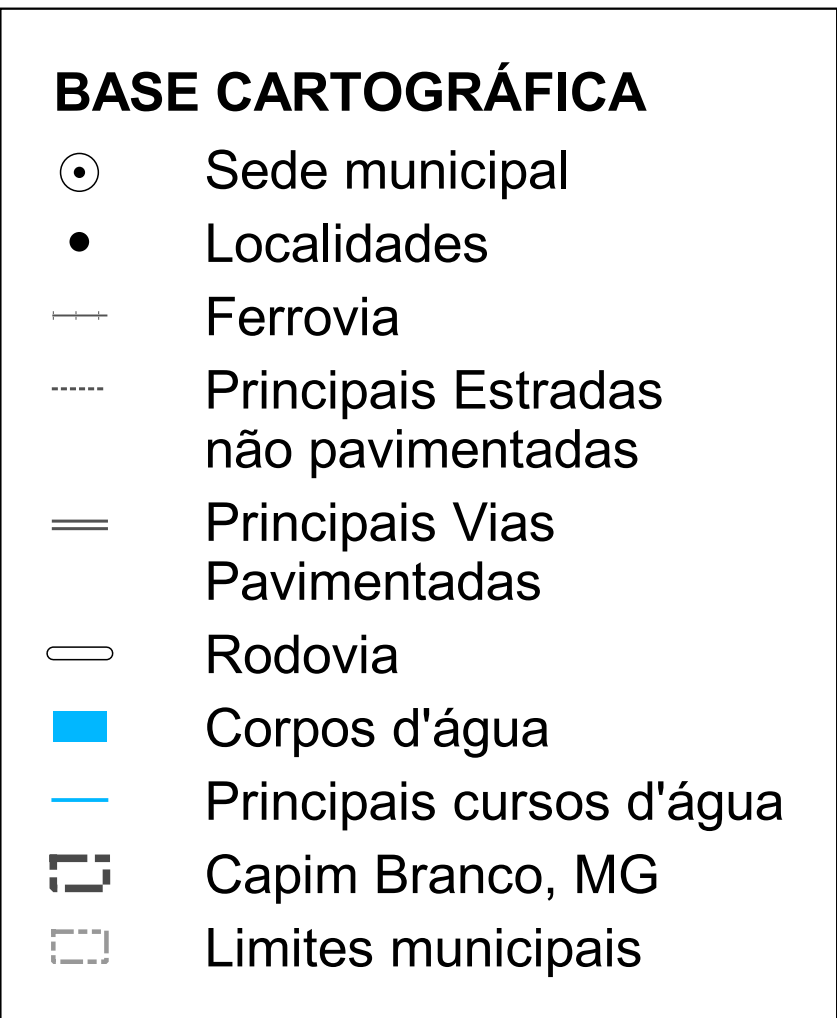 BASE CARTOGRÁFICA
Sede municipal
Localidades
Ferrovia
Principais Estradas
não pavimentadas
Principais Vias
Pavimentadas
Rodovia
Corpos d'água
Principais cursos d'água
Capim Branco, MG
Limites municipais